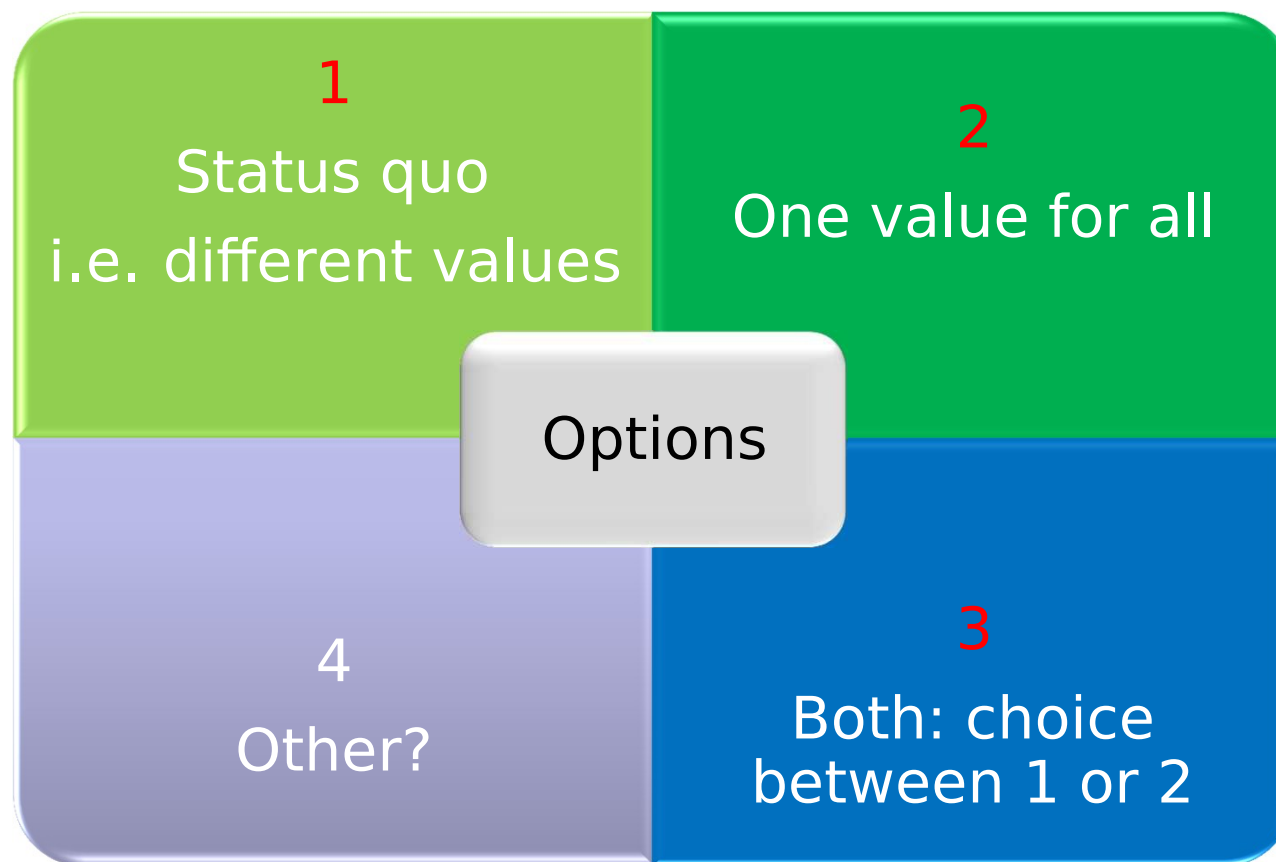 1
Status quo
i.e. different values
2
One value for all
Options
4
Other?
3
Both: choice
between 1 or 2